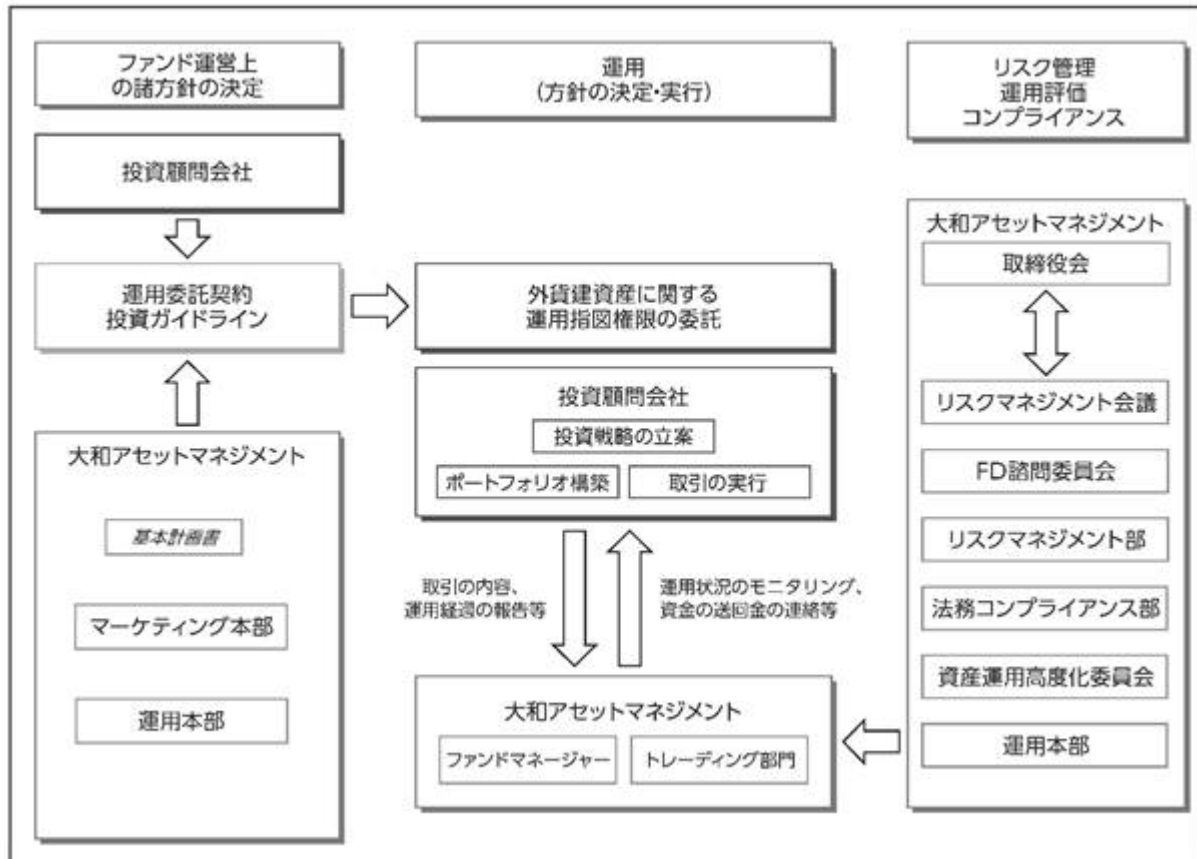 ファンド運営上
の諸方針の決定
運用
(方針の決定・実行)
リスク管理
運用評価
コンプライアンス
投資顧問会社
運用委託契約
投資ガイドライン
外貨建資産に関する
運用指図権限の委託
大和アセットマネジメント
基本計画書
マーケティング本部
運用本部
投資顧問会社
投資戦略の立案
ポートフォリオ構築
取引の実行
取引の内容、
運用経過の報告等
運用状況のモニタリング、
資金の送回金の連絡等
大和アセットマネジメント
ファンドマネージャー
トレーディング部門
大和アセットマネジメント
取締役会
リスクマネジメント会議
FD諮問委員会
リスクマネジメント部
法務コンプライアンス部
資産運用高度化委員会
運用本部